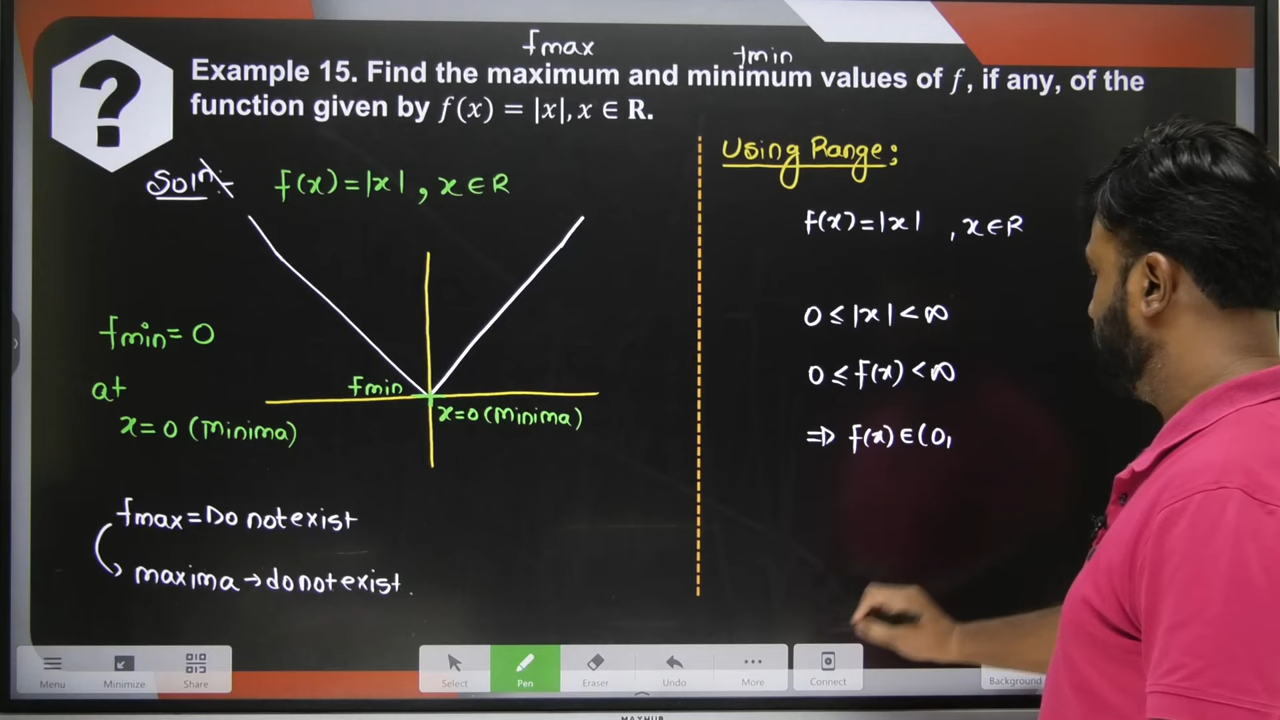 fmax
fmin
Example 15. Find the maximum and minimum values of f, if any, of the
function given by f(x) = |x|, x ∈ R.
Soln
f(x)=|x| , x∈R
fmin= 0
at
x=0 (Minima)
fmin
x=0 (Minima)
fmax=Do not exist
maxima→do not exist.
Using Range:
f(x)=|x| , x∈R
0 ≤ |x| < ∞
0 ≤ f(x) < ∞
⇒ f(x) ∈ (0,
Menu
Minimize
Share
Select
Pen
Eraser
Undo
More
Connect
Background
MAXHUB